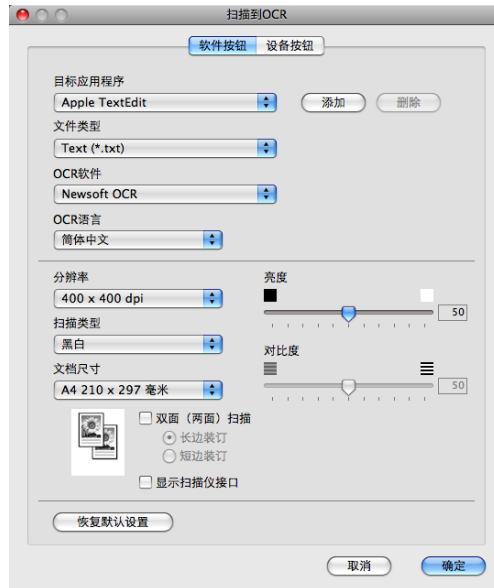 扫描到OCR
软件按钮 设备按钮
目标应用程序
Apple TextEdit 添加 删除
文件类型
Text (*.txt)
OCR软件
Newsoft OCR
OCR语言
简体中文
分辨率 亮度
400 x 400 dpi 50
扫描类型
黑白 对比度
文档尺寸 50
A4 210 x 297 毫米
双面（两面）扫描
长边装订
短边装订
显示扫描仪接口
恢复默认设置
取消 确定